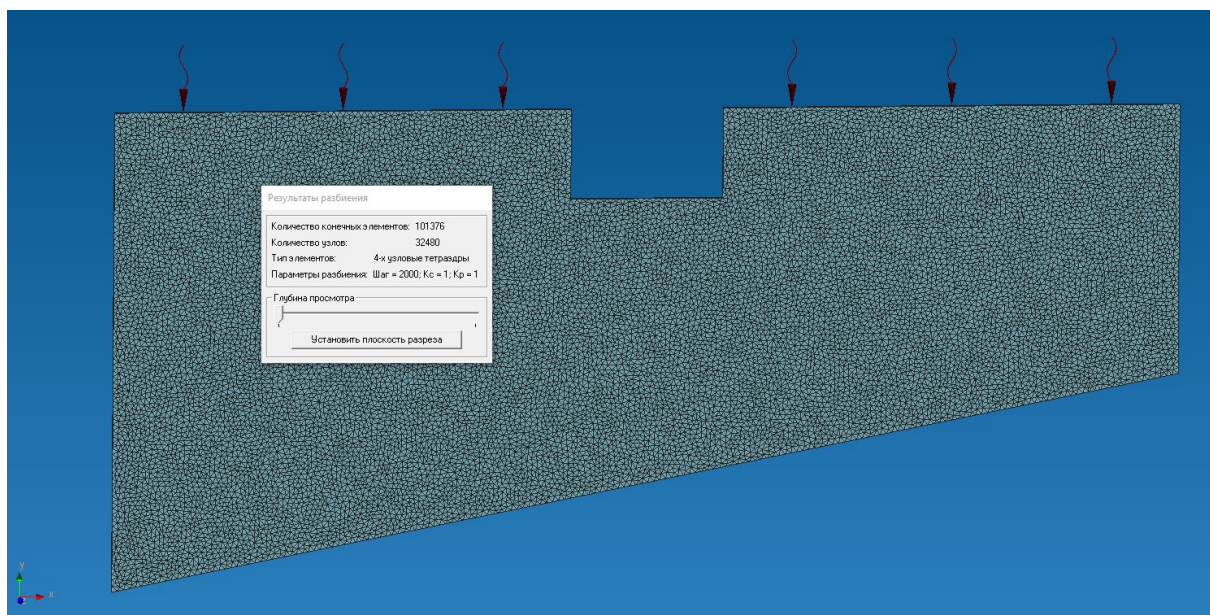 Результаты разбиения
Количество конечных элементов: 101376
Количество узлов: 32480
Тип элементов: 4-х узловые тетраэдры
Параметры разбиения: Шаг = 2000; Кс = 1; Кр = 1
Глубина просмотра
Установить плоскость разреза
y
x